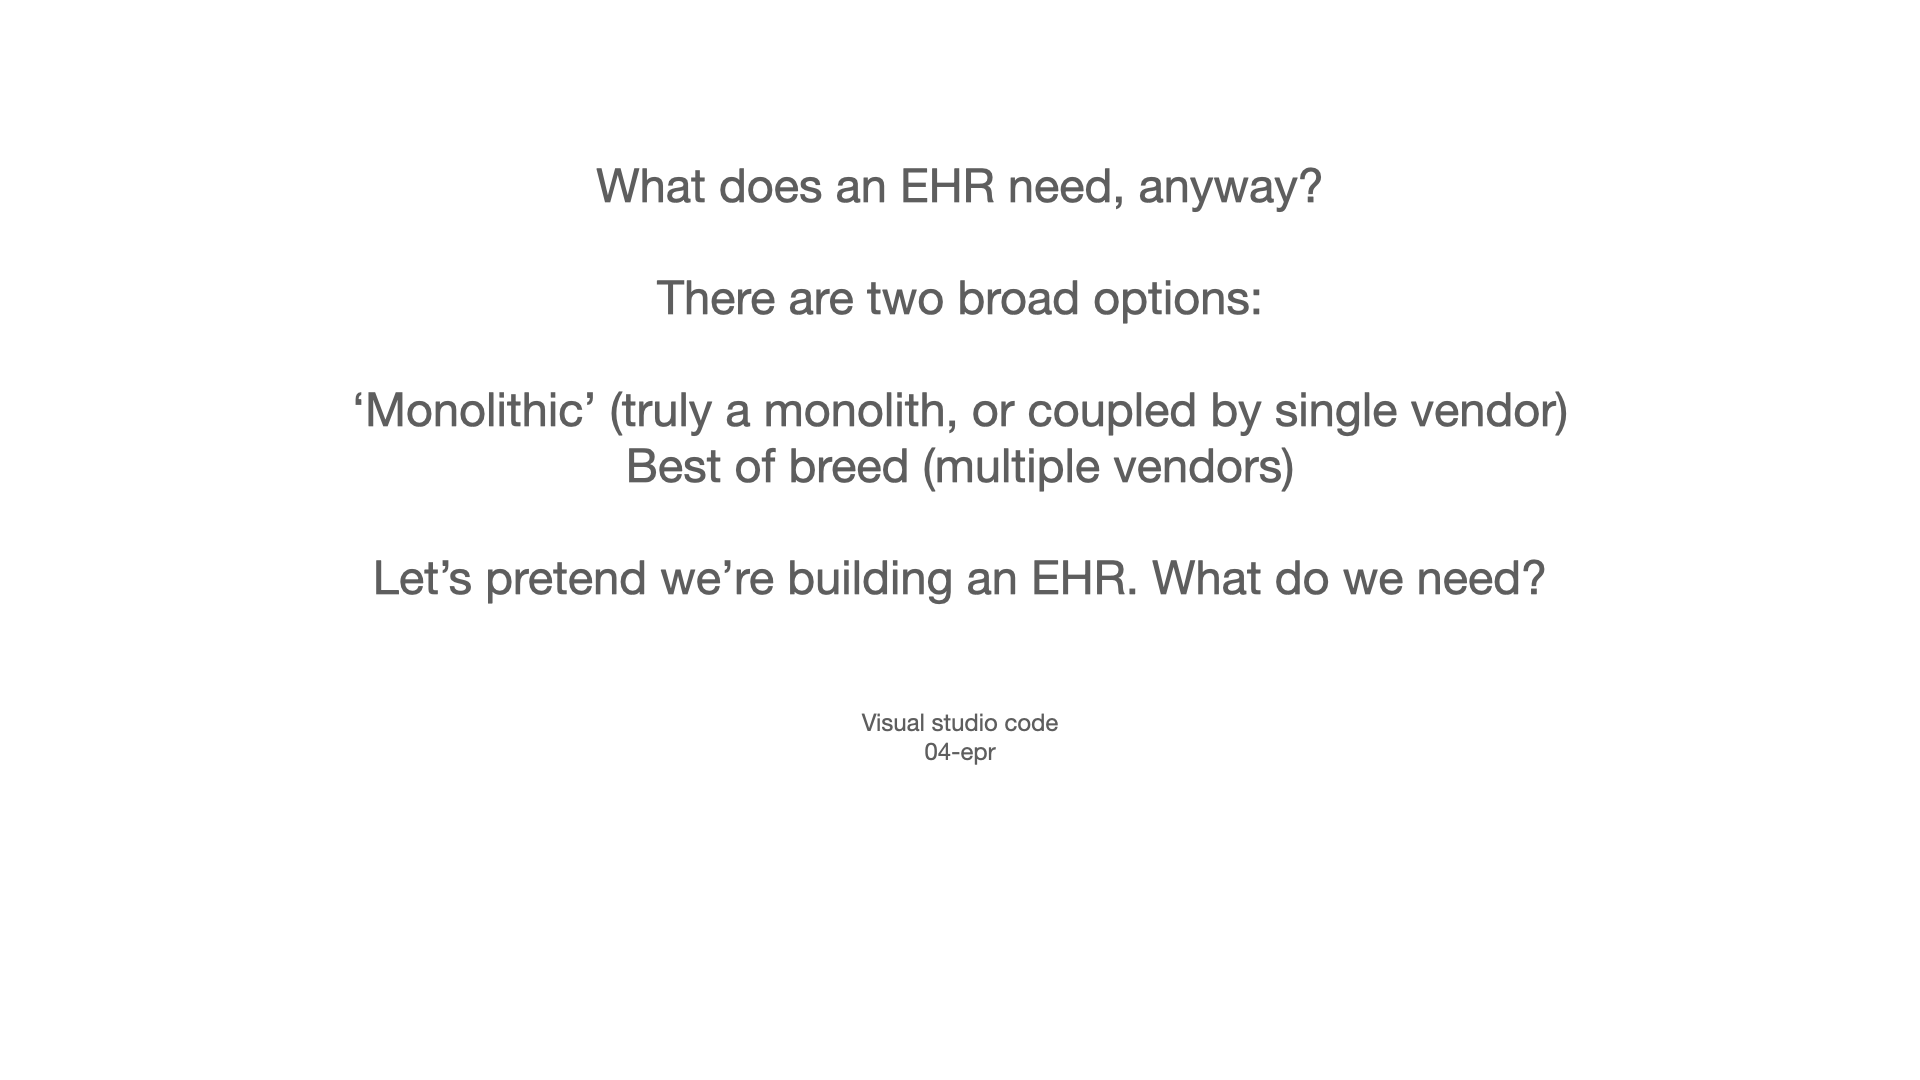 What does an EHR need, anyway?
There are two broad options:
‘Monolithic’ (truly a monolith, or coupled by single vendor)
Best of breed (multiple vendors)
Let’s pretend we’re building an EHR. What do we need?
Visual studio code
04-epr